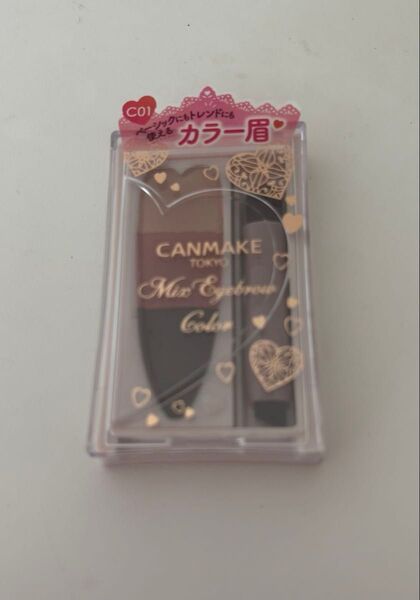 C01
ベーシックにもトレンドにも
使える
カラー眉
CANMAKE
TOKYO
Mix Eyebrow
Color